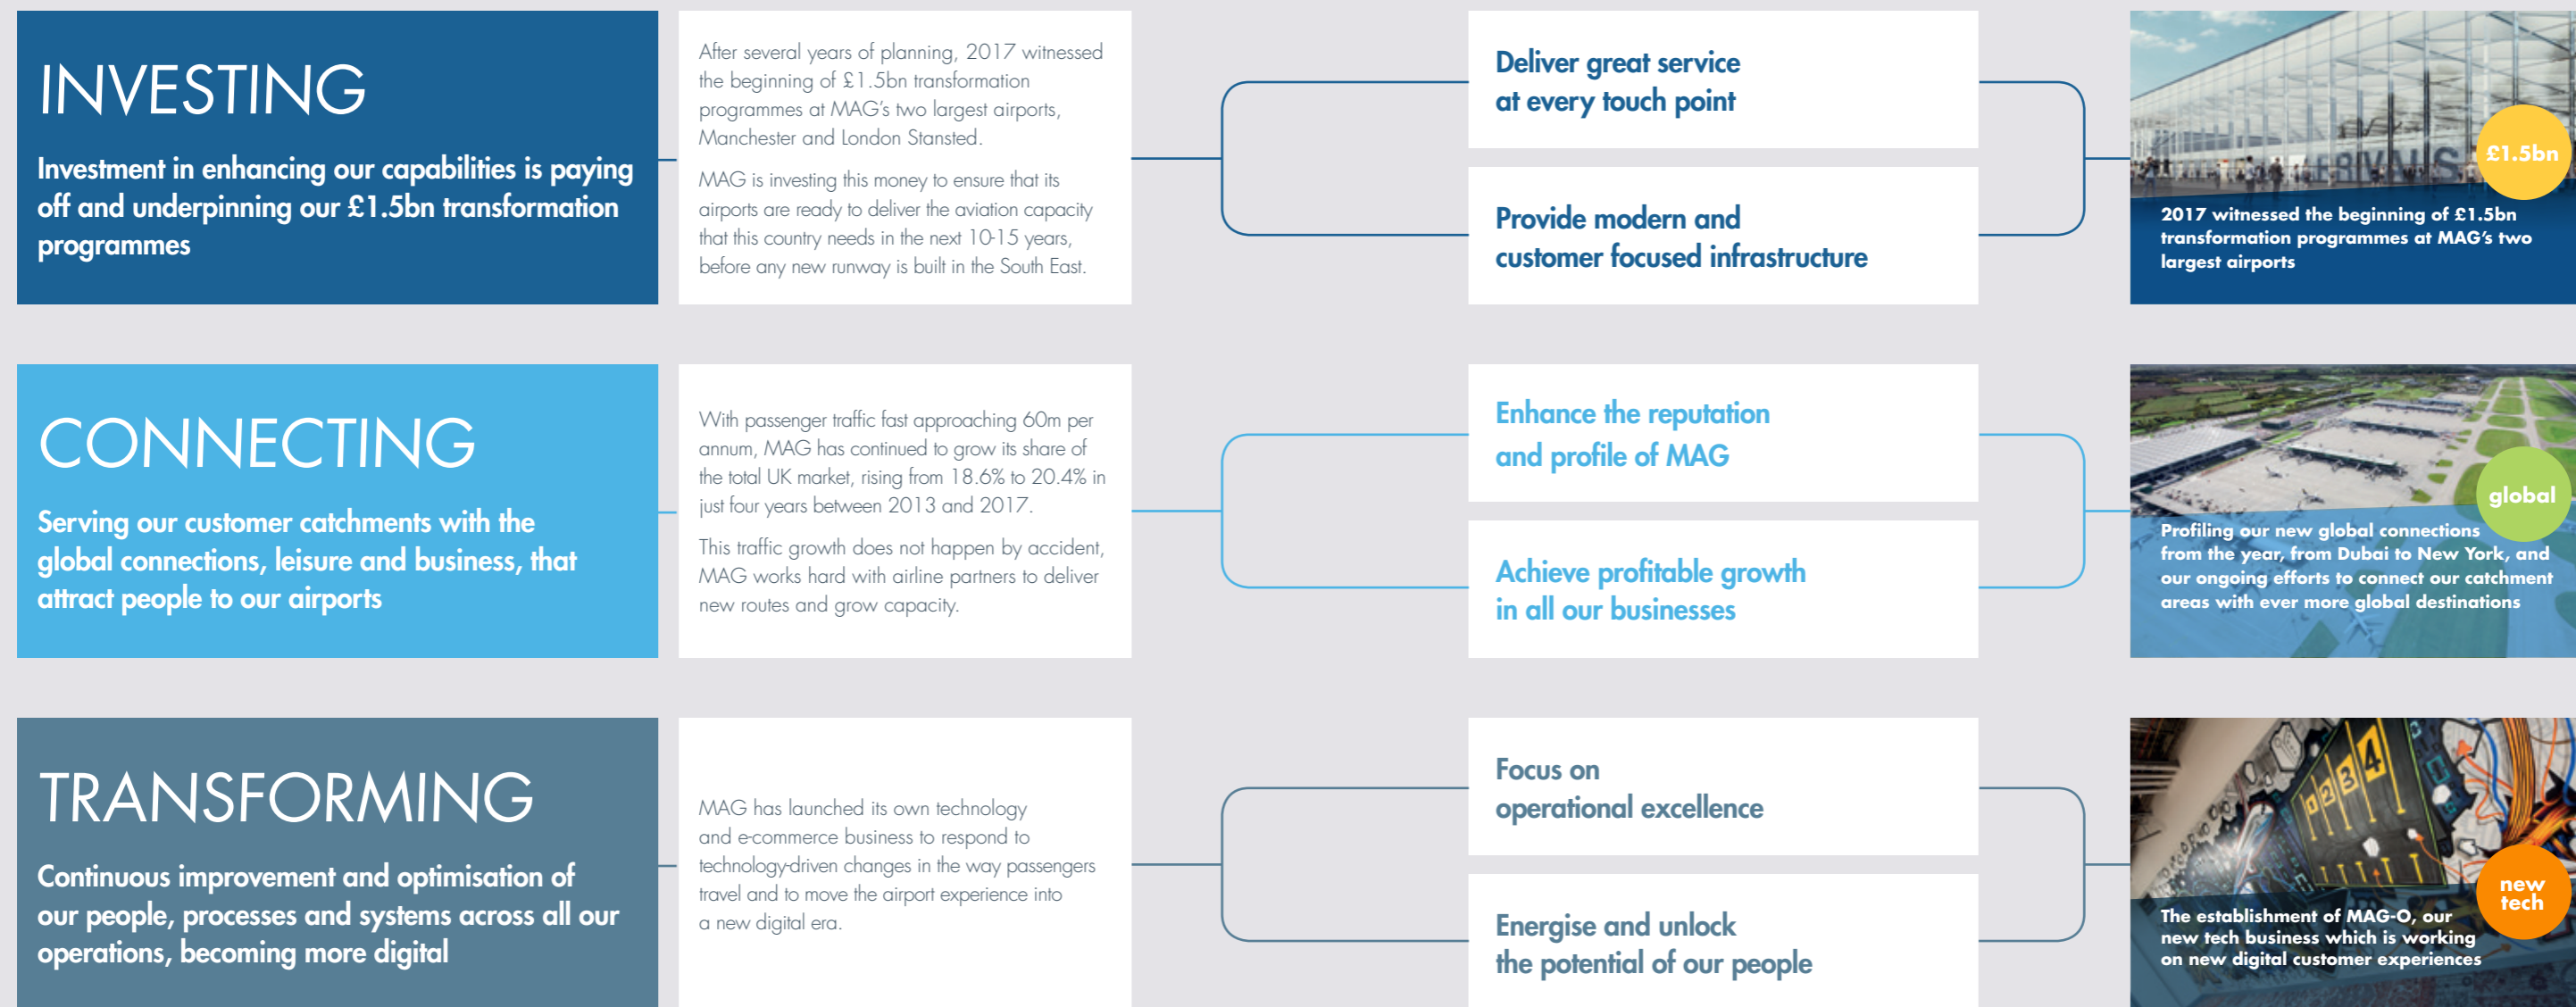 INVESTING
Investment in enhancing our capabilities is paying
off and underpinning our £1.5bn transformation
programmes
After several years of planning, 2017 witnessed
the beginning of £1.5bn transformation
programmes at MAG's two largest airports,
Manchester and London Stansted.
MAG is investing this money to ensure that its
airports are ready to deliver the aviation capacity
that this country needs in the next 10-15 years,
before any new runway is built in the South East.
Deliver great service
at every touch point
Provide modern and
customer focused infrastructure
£1.5bn
2017 witnessed the beginning of £1.5bn
transformation programmes at MAG's two
largest airports
CONNECTING
Serving our customer catchments with the
global connections, leisure and business, that
attract people to our airports
With passenger traffic fast approaching 60m per
annum, MAG has continued to grow its share of
the total UK market, rising from 18.6% to 20.4% in
just four years between 2013 and 2017.
This traffic growth does not happen by accident,
MAG works hard with airline partners to deliver
new routes and grow capacity.
Enhance the reputation
and profile of MAG
Achieve profitable growth
in all our businesses
global
Profiling our new global connections
from the year, from Dubai to New York, and
our ongoing efforts to connect our catchment
areas with ever more global destinations
TRANSFORMING
Continuous improvement and optimisation of
our people, processes and systems across all our
operations, becoming more digital
MAG has launched its own technology
and e-commerce business to respond to
technology-driven changes in the way passengers
travel and to move the airport experience into
a new digital era.
Focus on
operational excellence
Energise and unlock
the potential of our people
1 2 3 4
new
tech
The establishment of MAG-O, our
new tech business which is working
on new digital customer experiences